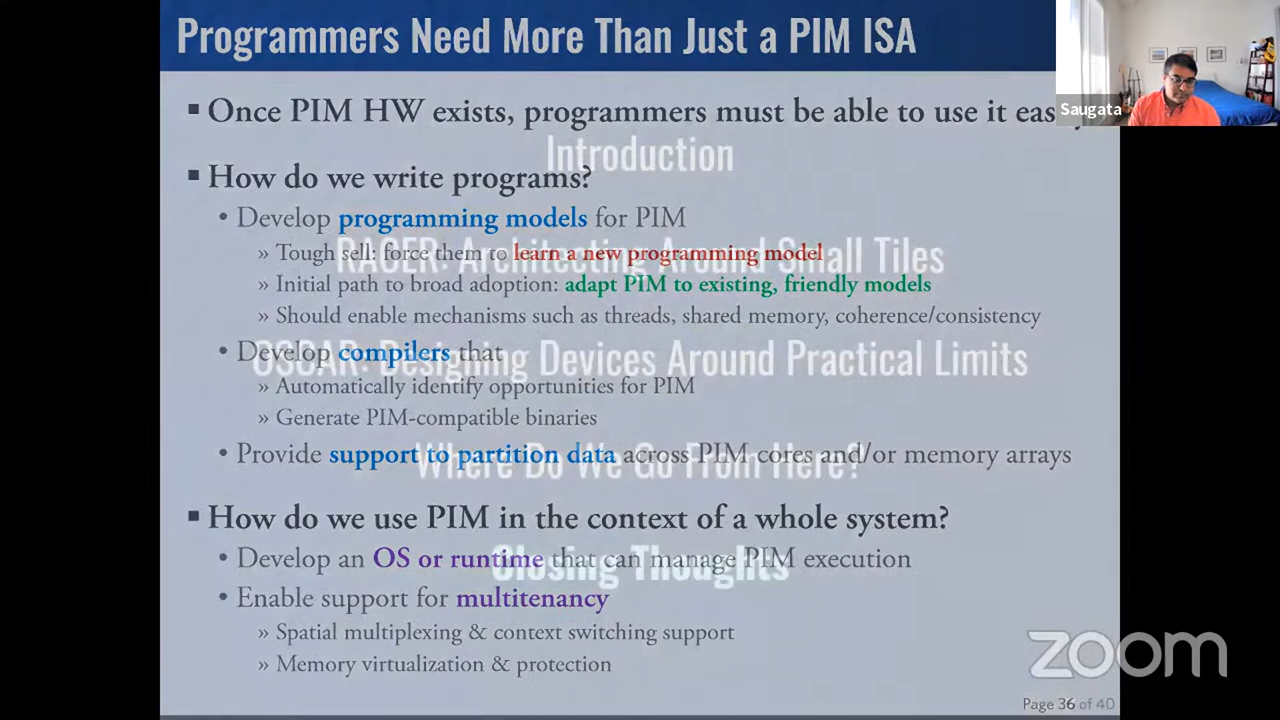 Programmers Need More Than Just a PIM ISA
Saugata
▪ Once PIM HW exists, programmers must be able to use it
Introduction
▪ How do we write programs?
• Develop programming models for PIM
» Tough sell: force them to learn a new programming model
RACER: Architecting Around Small Tiles
» Initial path to broad adoption: adapt PIM to existing, friendly models
» Should enable mechanisms such as threads, shared memory, coherence/consistency
• Develop compilers that
OSCAR: Designing Devices Around Practical Limits
» Automatically identify opportunities for PIM
» Generate PIM-compatible binaries
• Provide support to partition data across PIM cores and/or memory arrays
Where Do We Go From Here?
▪ How do we use PIM in the context of a whole system?
• Develop an OS or runtime that can manage PIM execution
Closing Thoughts
• Enable support for multitenancy
» Spatial multiplexing & context switching support
» Memory virtualization & protection
zoom
Page 36 of 40